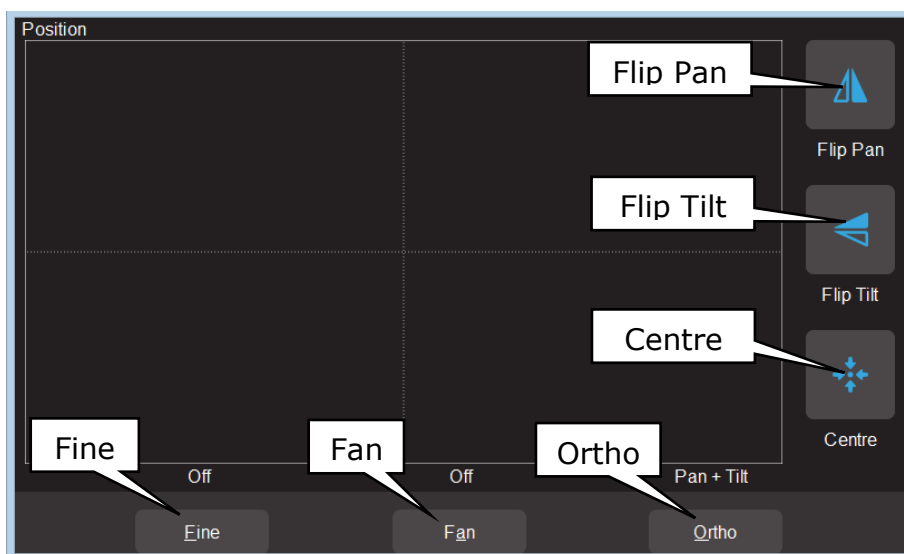 Position
Flip Pan
Flip Pan
Flip Tilt
Flip Tilt
Centre
Centre
Fine
Fan
Ortho
Off
Off
Pan + Tilt
Fine
Fan
Ortho